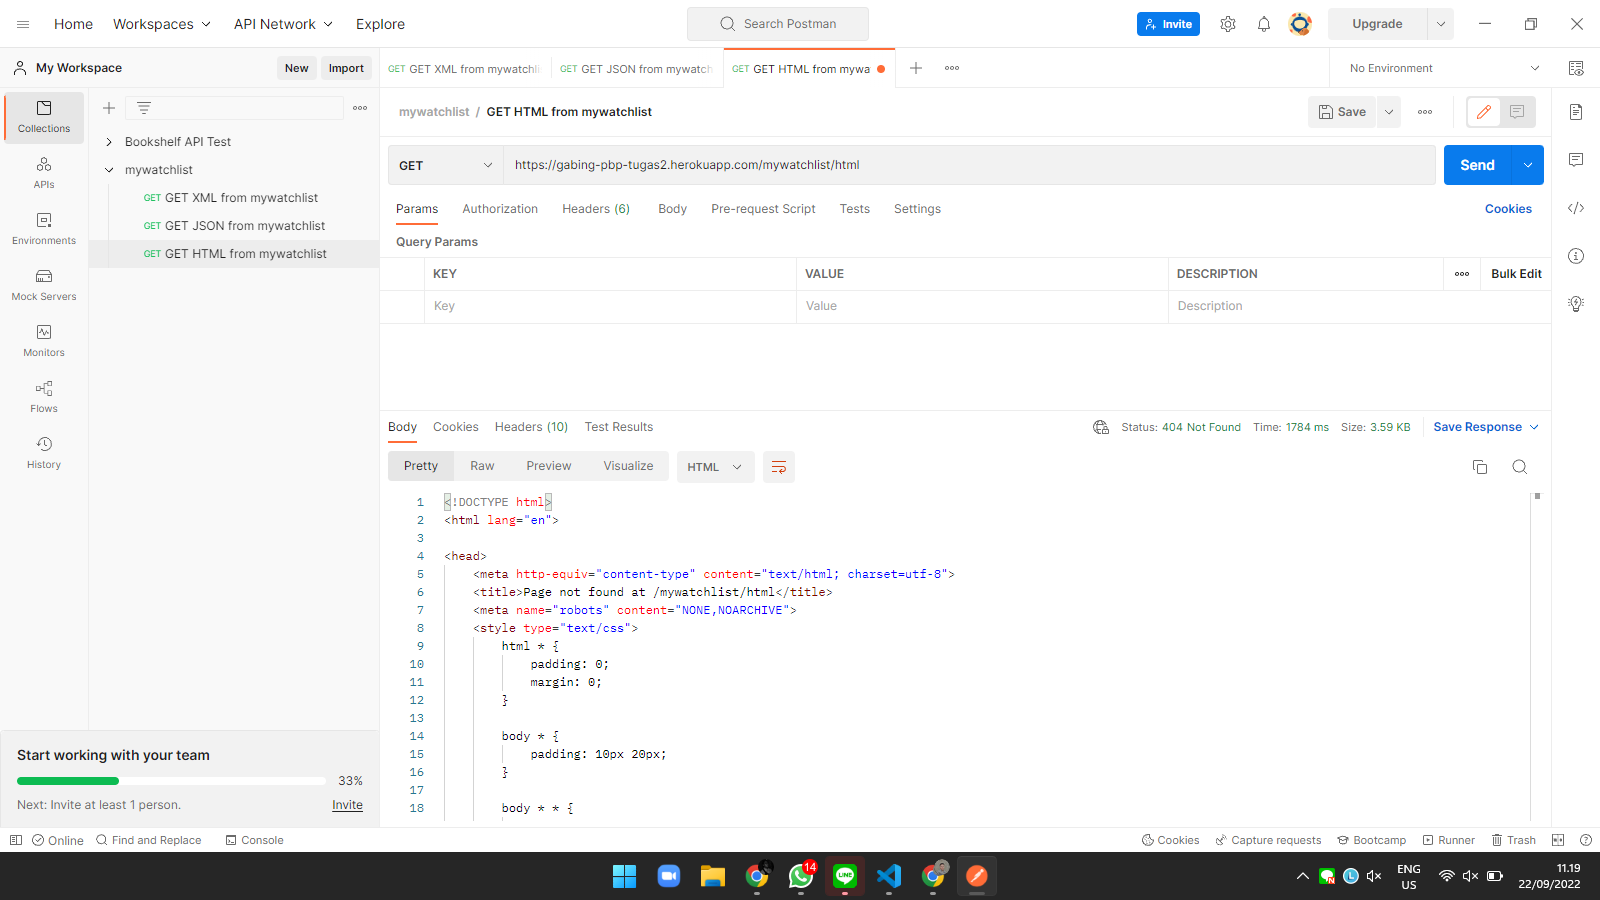 Home
Workspaces
API Network
Explore
Search Postman
Invite
Upgrade
My Workspace
New
Import
GET GET XML from mywatchli
GET GET JSON from mywatch
GET GET HTML from mywa
No Environment
Collections
APIs
Environments
Mock Servers
Monitors
Flows
History
Bookshelf API Test
mywatchlist
GET GET XML from mywatchlist
GET GET JSON from mywatchlist
GET GET HTML from mywatchlist
mywatchlist / GET HTML from mywatchlist
Save
GET
https://gabing-pbp-tugas2.herokuapp.com/mywatchlist/html
Send
Params
Authorization
Headers (6)
Body
Pre-request Script
Tests
Settings
Cookies
Query Params
KEY
VALUE
DESCRIPTION
Bulk Edit
Key
Value
Description
Body
Cookies
Headers (10)
Test Results
Status: 404 Not Found
Time: 1784 ms
Size: 3.59 KB
Save Response
Pretty
Raw
Preview
Visualize
HTML
1 <!DOCTYPE html>
2 <html lang="en">
3
4 <head>
5 <meta http-equiv="content-type" content="text/html; charset=utf-8">
6 <title>Page not found at /mywatchlist/html</title>
7 <meta name="robots" content="NONE,NOARCHIVE">
8 <style type="text/css">
9 html * {
10 padding: 0;
11 margin: 0;
12 }
13
14 body * {
15 padding: 10px 20px;
16 }
17
18 body * * {
Start working with your team
33%
Next: Invite at least 1 person.
Invite
Online
Find and Replace
Console
Cookies
Capture requests
Bootcamp
Runner
Trash
14
LINE
ENG
US
11.19
22/09/2022